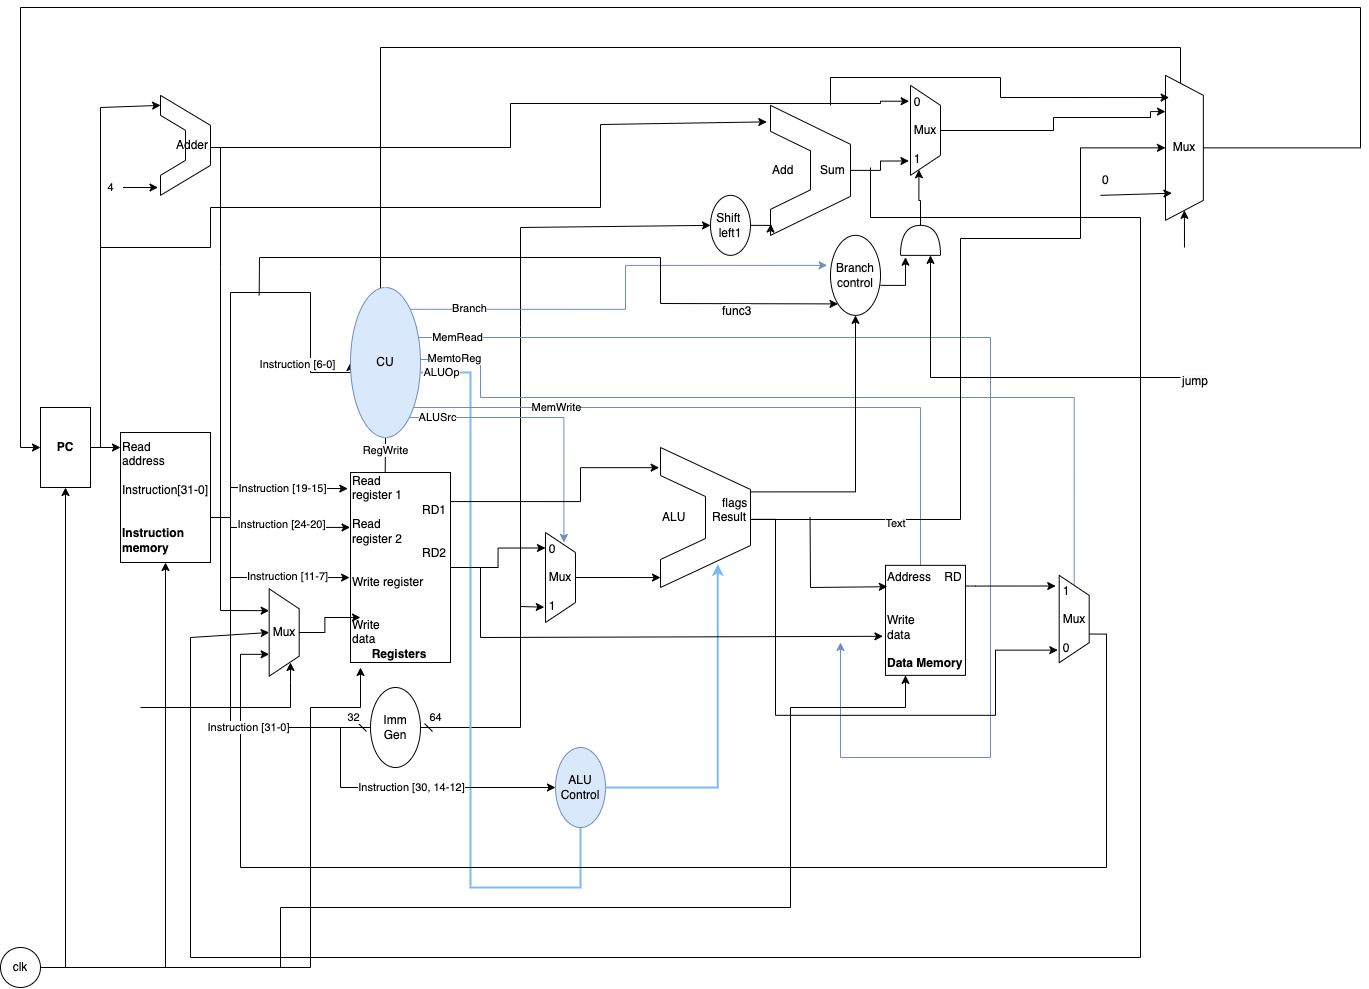 0
Adder
Mux
Mux
Add
Sum
1
4
0
Shift
left1
Branch
control
Branch
func3
MemRead
CU
MemtoReg
Instruction [6-0]
ALUOp
jump
MemWrite
ALUSrc
PC
Read
address
RegWrite
Instruction[31-0]
Instruction
memory
Instruction [19-15]
Read
register 1
RD1
Instruction [24-20]
Read
register 2
RD2
Instruction [11-7]
Write register
Write
data
Registers
Mux
0
Mux
1
ALU
flags
Result
Text
Address
RD
Write
data
Data Memory
1
Mux
0
Instruction [31-0]
32
Imm
Gen
64
Instruction [30, 14-12]
ALU
Control
clk